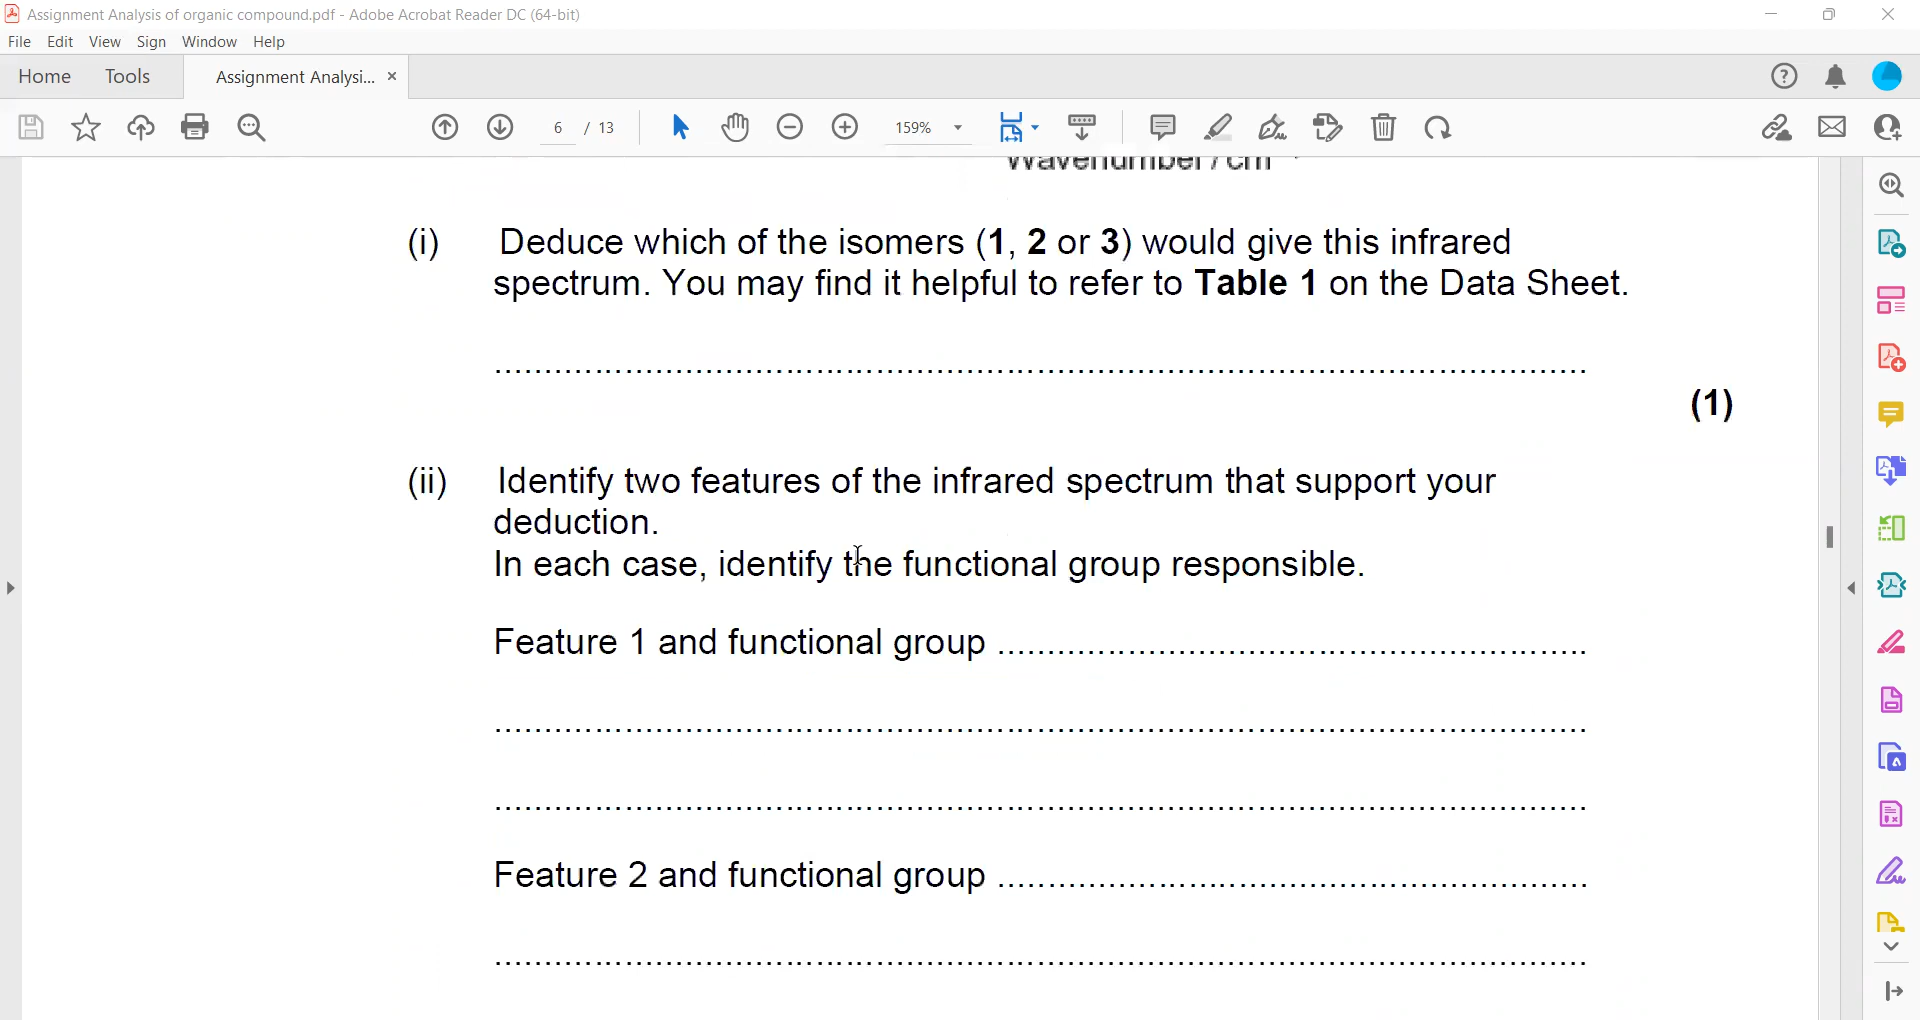 Assignment Analysis of organic compound.pdf - Adobe Acrobat Reader DC (64-bit)
File Edit View Sign Window Help
Home Tools Assignment Analysi... ×
6 / 13 159%
Wavenumber / cm
(i) Deduce which of the isomers (1, 2 or 3) would give this infrared
spectrum. You may find it helpful to refer to Table 1 on the Data Sheet.
.............................................................................................................
(1)
(ii) Identify two features of the infrared spectrum that support your
deduction.
In each case, identify the functional group responsible.
Feature 1 and functional group ...........................................................
.............................................................................................................
.............................................................................................................
Feature 2 and functional group ...........................................................
.............................................................................................................